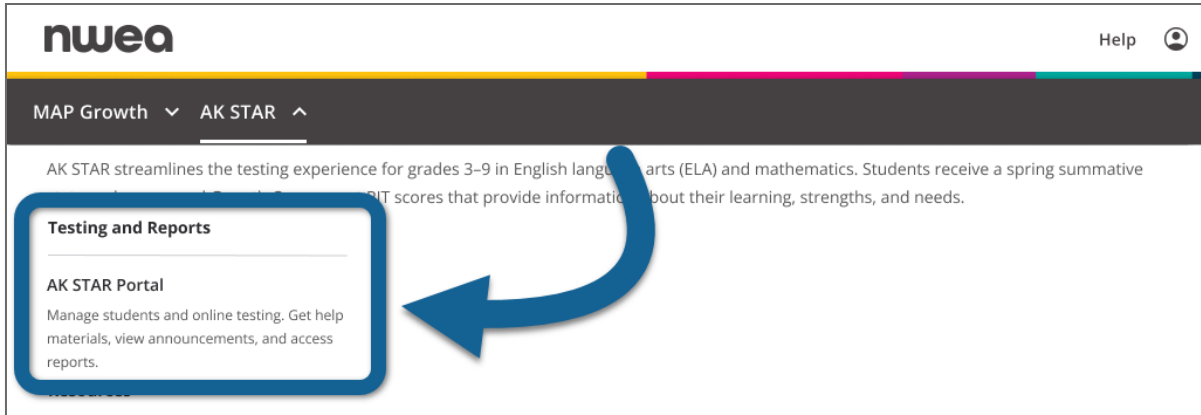 nwea
Help
MAP Growth AK STAR
AK STAR streamlines the testing experience for grades 3–9 in English arts (ELA) and mathematics. Students receive a spring summative
RIT scores that provide about their learning, strengths, and needs.
Testing and Reports
AK STAR Portal
Manage students and online testing. Get help
materials, view announcements, and access
reports.